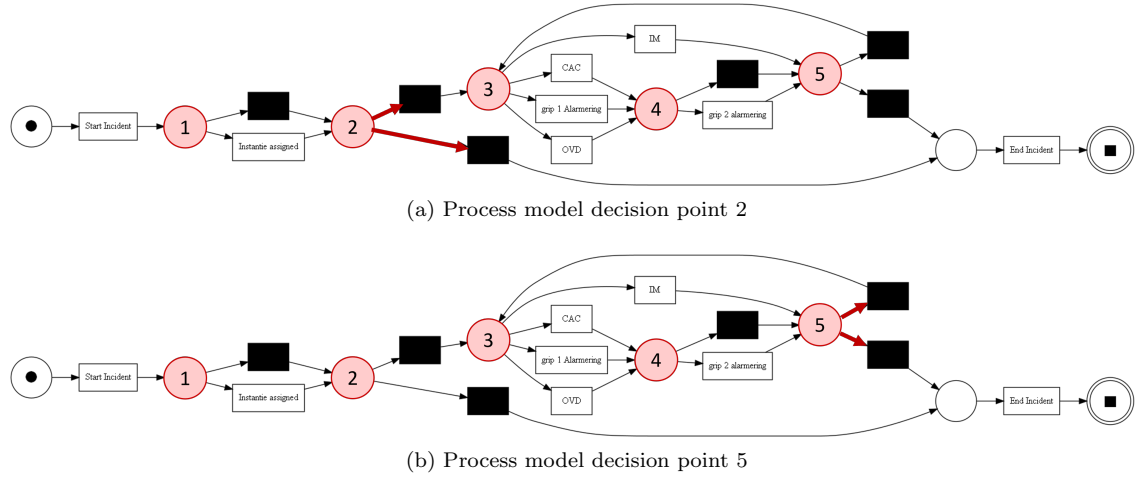 Start Incident
1
Instantie assigned
2
3
IM
CAC
grip 1 Alarmering
OVD
4
grip 2 alarmering
5
End Incident
(a) Process model decision point 2
Start Incident
1
Instantie assigned
2
3
IM
CAC
grip 1 Alarmering
OVD
4
grip 2 alarmering
5
End Incident
(b) Process model decision point 5